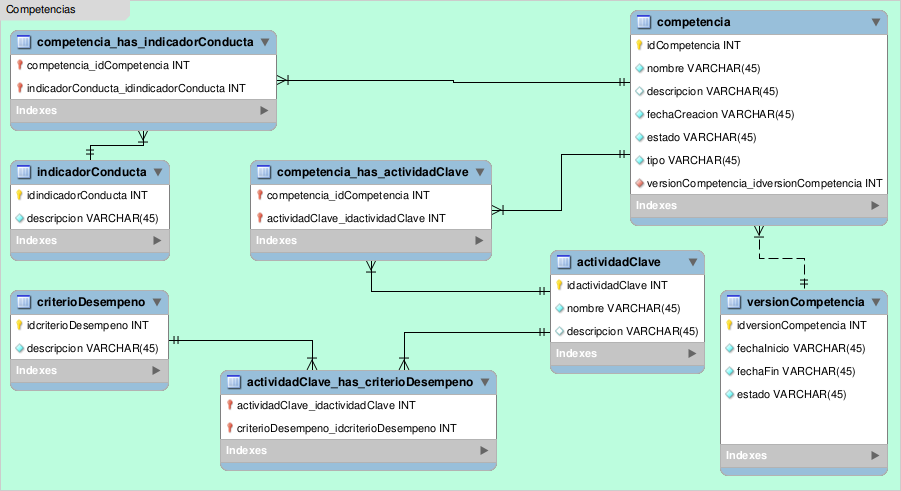 Competencias
competencia_has_indicadorConducta
competencia_idCompetencia INT
indicadorConducta_idindicadorConducta INT
Indexes
competencia
idCompetencia INT
nombre VARCHAR(45)
descripcion VARCHAR(45)
fechaCreacion VARCHAR(45)
estado VARCHAR(45)
tipo VARCHAR(45)
versionCompetencia_idversionCompetencia INT
Indexes
indicadorConducta
idindicadorConducta INT
descripcion VARCHAR(45)
Indexes
competencia_has_actividadClave
competencia_idCompetencia INT
actividadClave_idactividadClave INT
Indexes
actividadClave
idactividadClave INT
nombre VARCHAR(45)
descripcion VARCHAR(45)
Indexes
criterioDesempeno
idcriterioDesempeno INT
descripcion VARCHAR(45)
Indexes
versionCompetencia
idversionCompetencia INT
fechaInicio VARCHAR(45)
fechaFin VARCHAR(45)
estado VARCHAR(45)
Indexes
actividadClave_has_criterioDesempeno
actividadClave_idactividadClave INT
criterioDesempeno_idcriterioDesempeno INT
Indexes